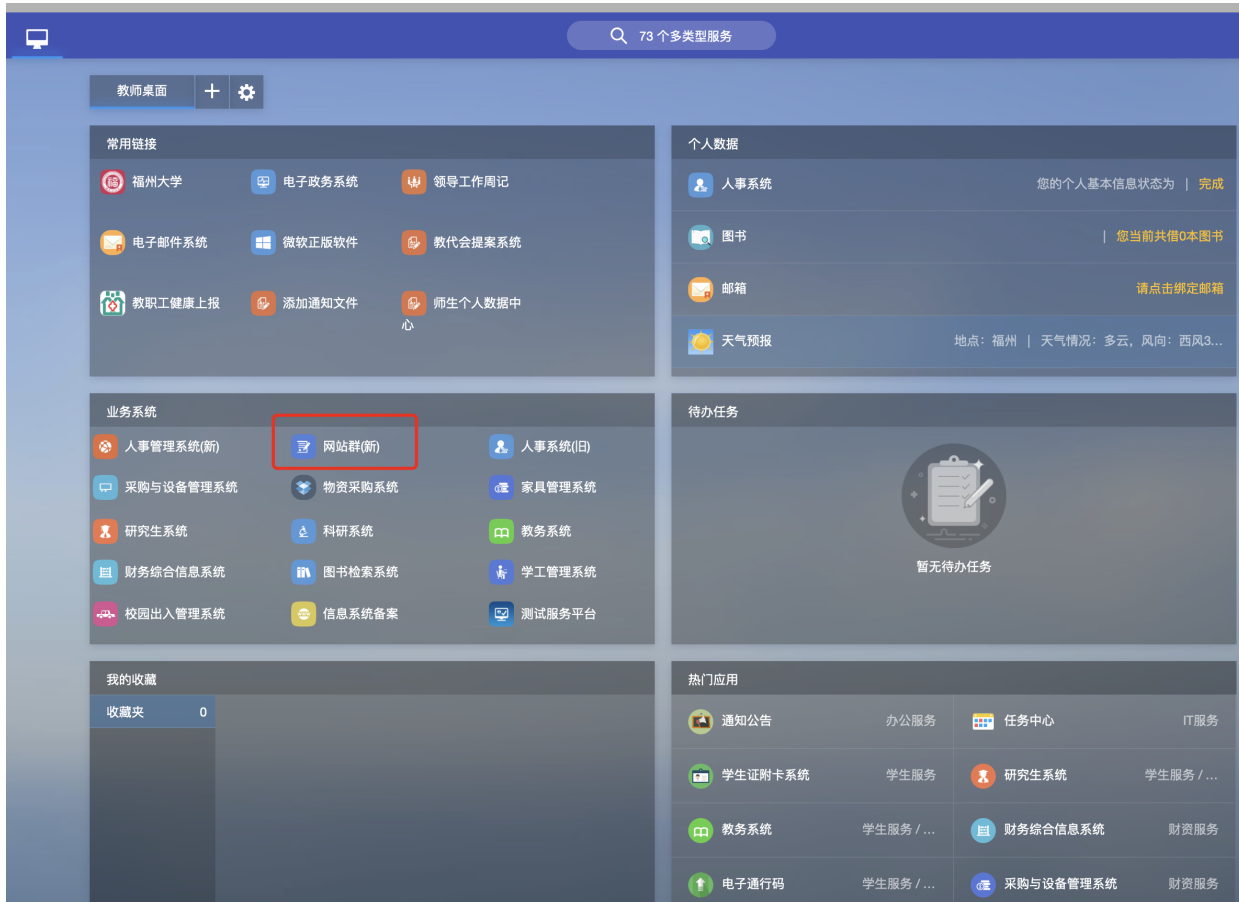 73 个多类型服务
教师桌面
常用链接
福州大学
电子政务系统
领导工作周记
电子邮件系统
微软正版软件
教代会提案系统
教职工健康上报
添加通知文件
师生个人数据中
心
个人数据
人事系统
您的个人基本信息状态为 | 完成
图书
| 您当前共借0本图书
邮箱
请点击绑定邮箱
天气预报
地点：福州 | 天气情况：多云，风向：西风3...
业务系统
人事管理系统(新)
网站群(新)
人事系统(旧)
采购与设备管理系统
物资采购系统
家具管理系统
研究生系统
科研系统
教务系统
财务综合信息系统
图书检索系统
学工管理系统
校园出入管理系统
信息系统备案
测试服务平台
待办任务
暂无待办任务
我的收藏
收藏夹 0
热门应用
通知公告 办公服务
任务中心 IT服务
学生证附卡系统 学生服务
研究生系统 学生服务 / ...
教务系统 学生服务 / ...
财务综合信息系统 财资服务
电子通行码 学生服务 / ...
采购与设备管理系统 财资服务